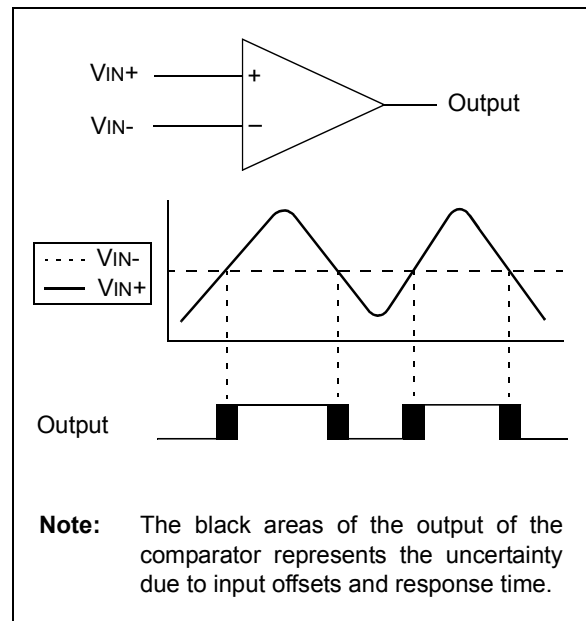 VIN+
+
Output
VIN-
–
VIN-
VIN+
Output
Note: The black areas of the output of the
comparator represents the uncertainty
due to input offsets and response time.